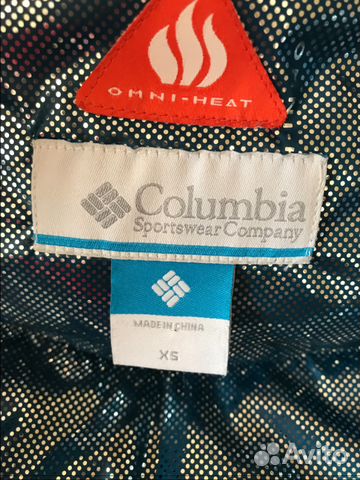 OMNI-HEAT
Columbia
Sportswear Company
MADE IN CHINA
XS
Avito